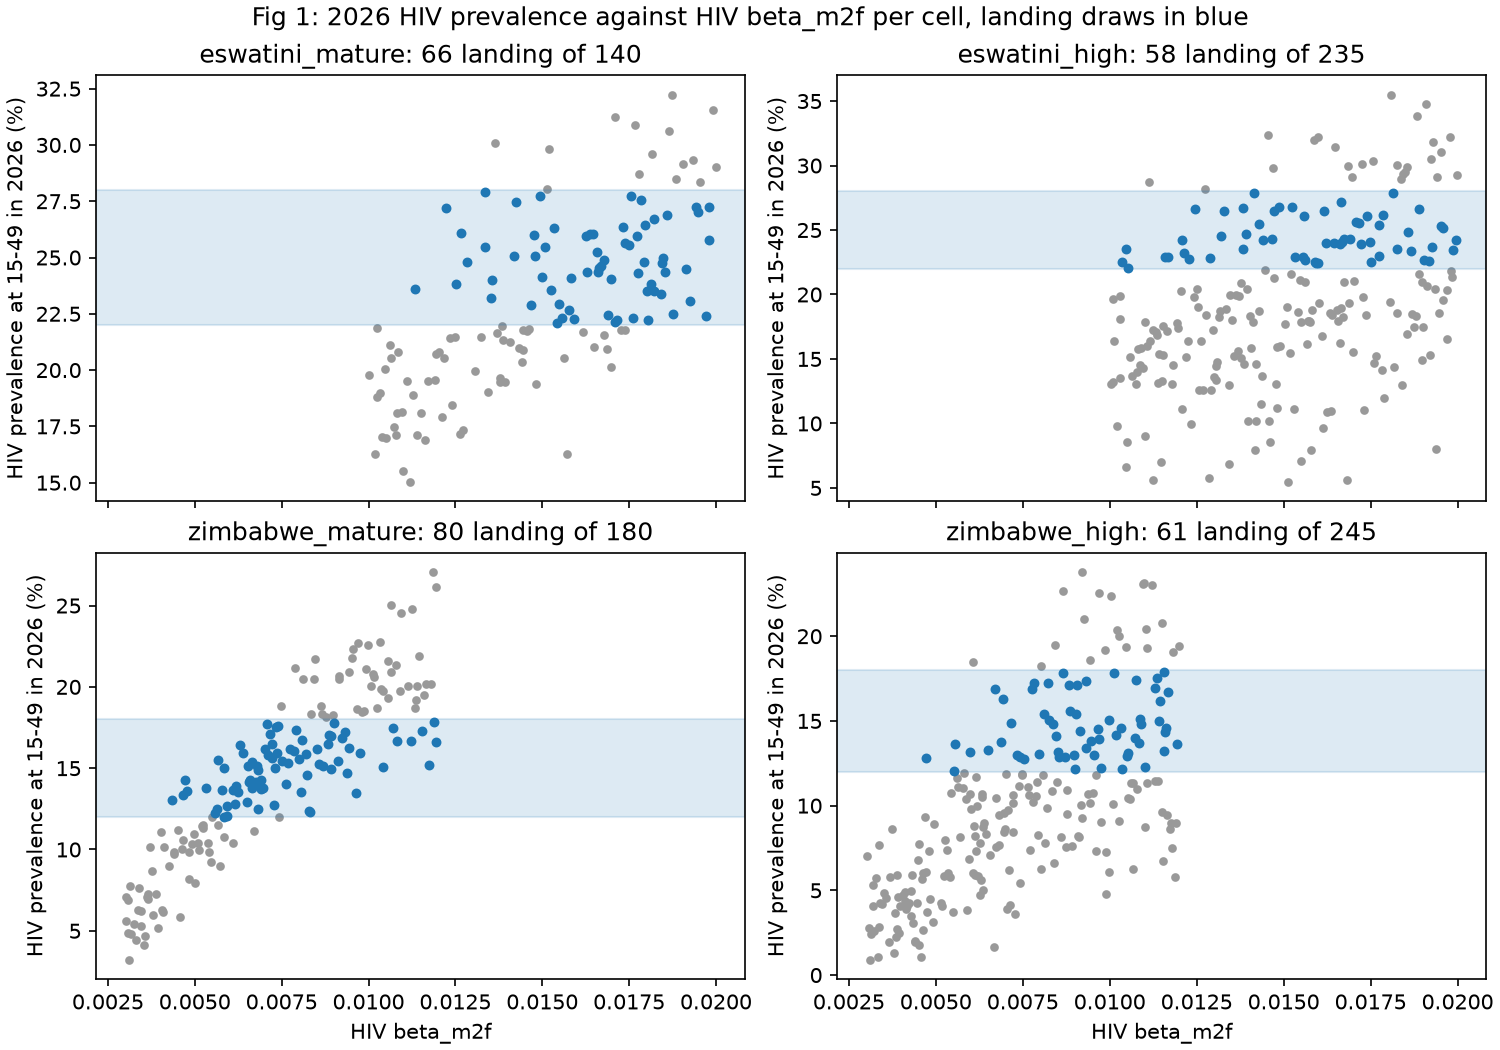 Fig 1: 2026 HIV prevalence against HIV beta_m2f per cell, landing draws in blue
eswatini_mature: 66 landing of 140
HIV prevalence at 15-49 in 2026 (%)
32.5
30.0
27.5
25.0
22.5
20.0
17.5
15.0
eswatini_high: 58 landing of 235
HIV prevalence at 15-49 in 2026 (%)
35
30
25
20
15
10
5
zimbabwe_mature: 80 landing of 180
HIV prevalence at 15-49 in 2026 (%)
25
20
15
10
5
0.0025 0.0050 0.0075 0.0100 0.0125 0.0150 0.0175 0.0200
HIV beta_m2f
zimbabwe_high: 61 landing of 245
HIV prevalence at 15-49 in 2026 (%)
20
15
10
5
0
0.0025 0.0050 0.0075 0.0100 0.0125 0.0150 0.0175 0.0200
HIV beta_m2f